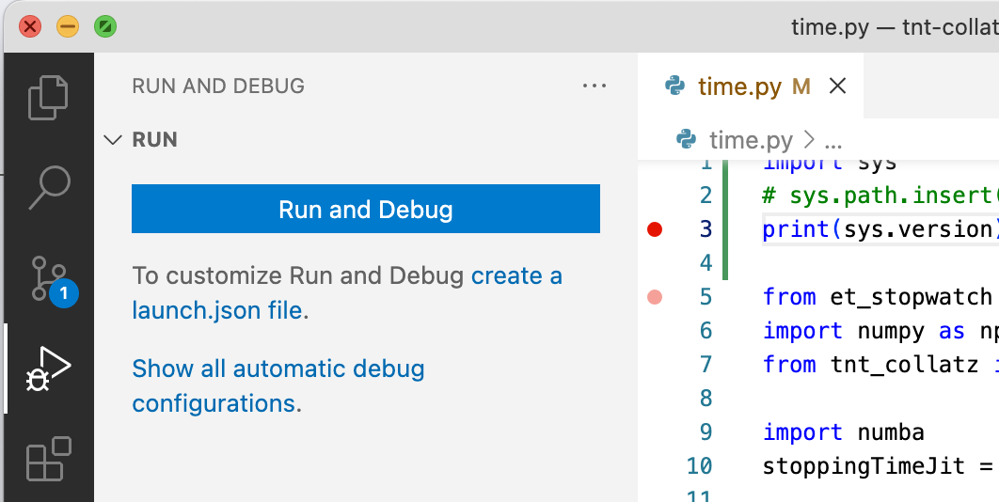 time.py — tnt-collat
RUN AND DEBUG
RUN
Run and Debug
To customize Run and Debug create a
launch.json file.
Show all automatic debug
configurations.
1
time.py M
time.py > ...
1 import sys
2 # sys.path.insert(
3 print(sys.version)
4
5 from et_stopwatch
6 import numpy as np
7 from tnt_collatz i
8
9 import numba
10 stoppingTimeJit =
11